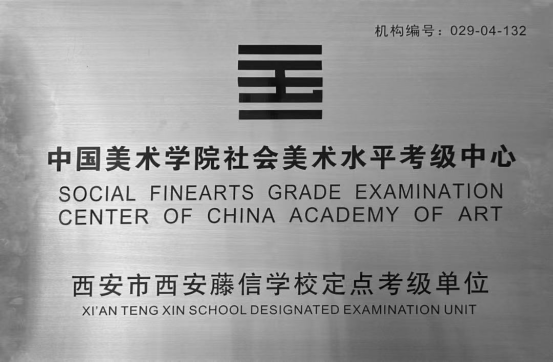 机构编号：029-04-132
中国美术学院社会美术水平考级中心
SOCIAL FINEARTS GRADE EXAMINATION
CENTER OF CHINA ACADEMY OF ART
西安市西安藤信学校定点考级单位
XI'AN TENG XIN SCHOOL DESIGNATED EXAMINATION UNIT